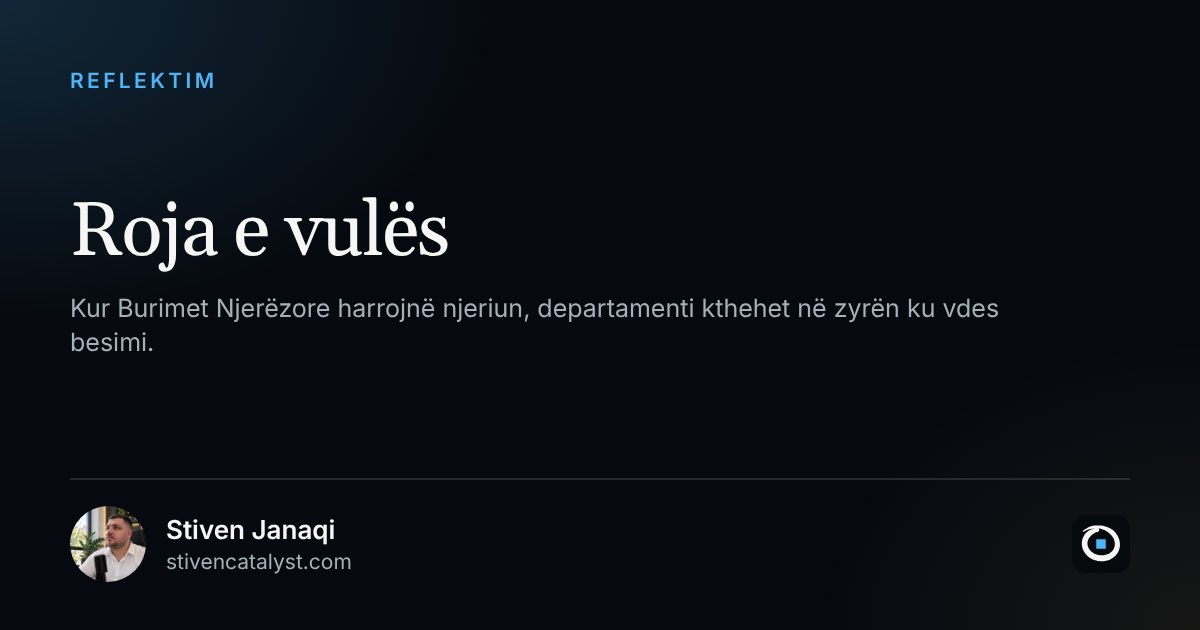 REFLEKTIM
Roja e vulës
Kur Burimet Njerëzore harrojnë njeriun, departamenti kthehet në zyrën ku vdes
besimi.
Stiven Janaqi
stivencatalyst.com